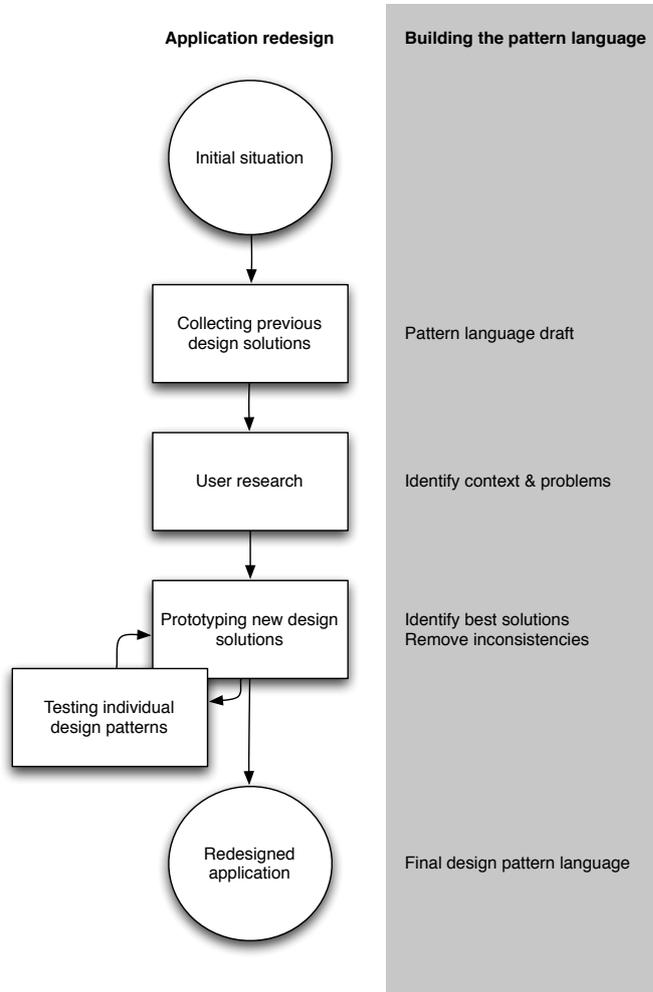 Application redesign
Building the pattern language
Initial situation
Collecting previous
design solutions
Pattern language draft
User research
Identify context & problems
Prototyping new design
solutions
Identify best solutions
Remove inconsistencies
Testing individual
design patterns
Redesigned
application
Final design pattern language